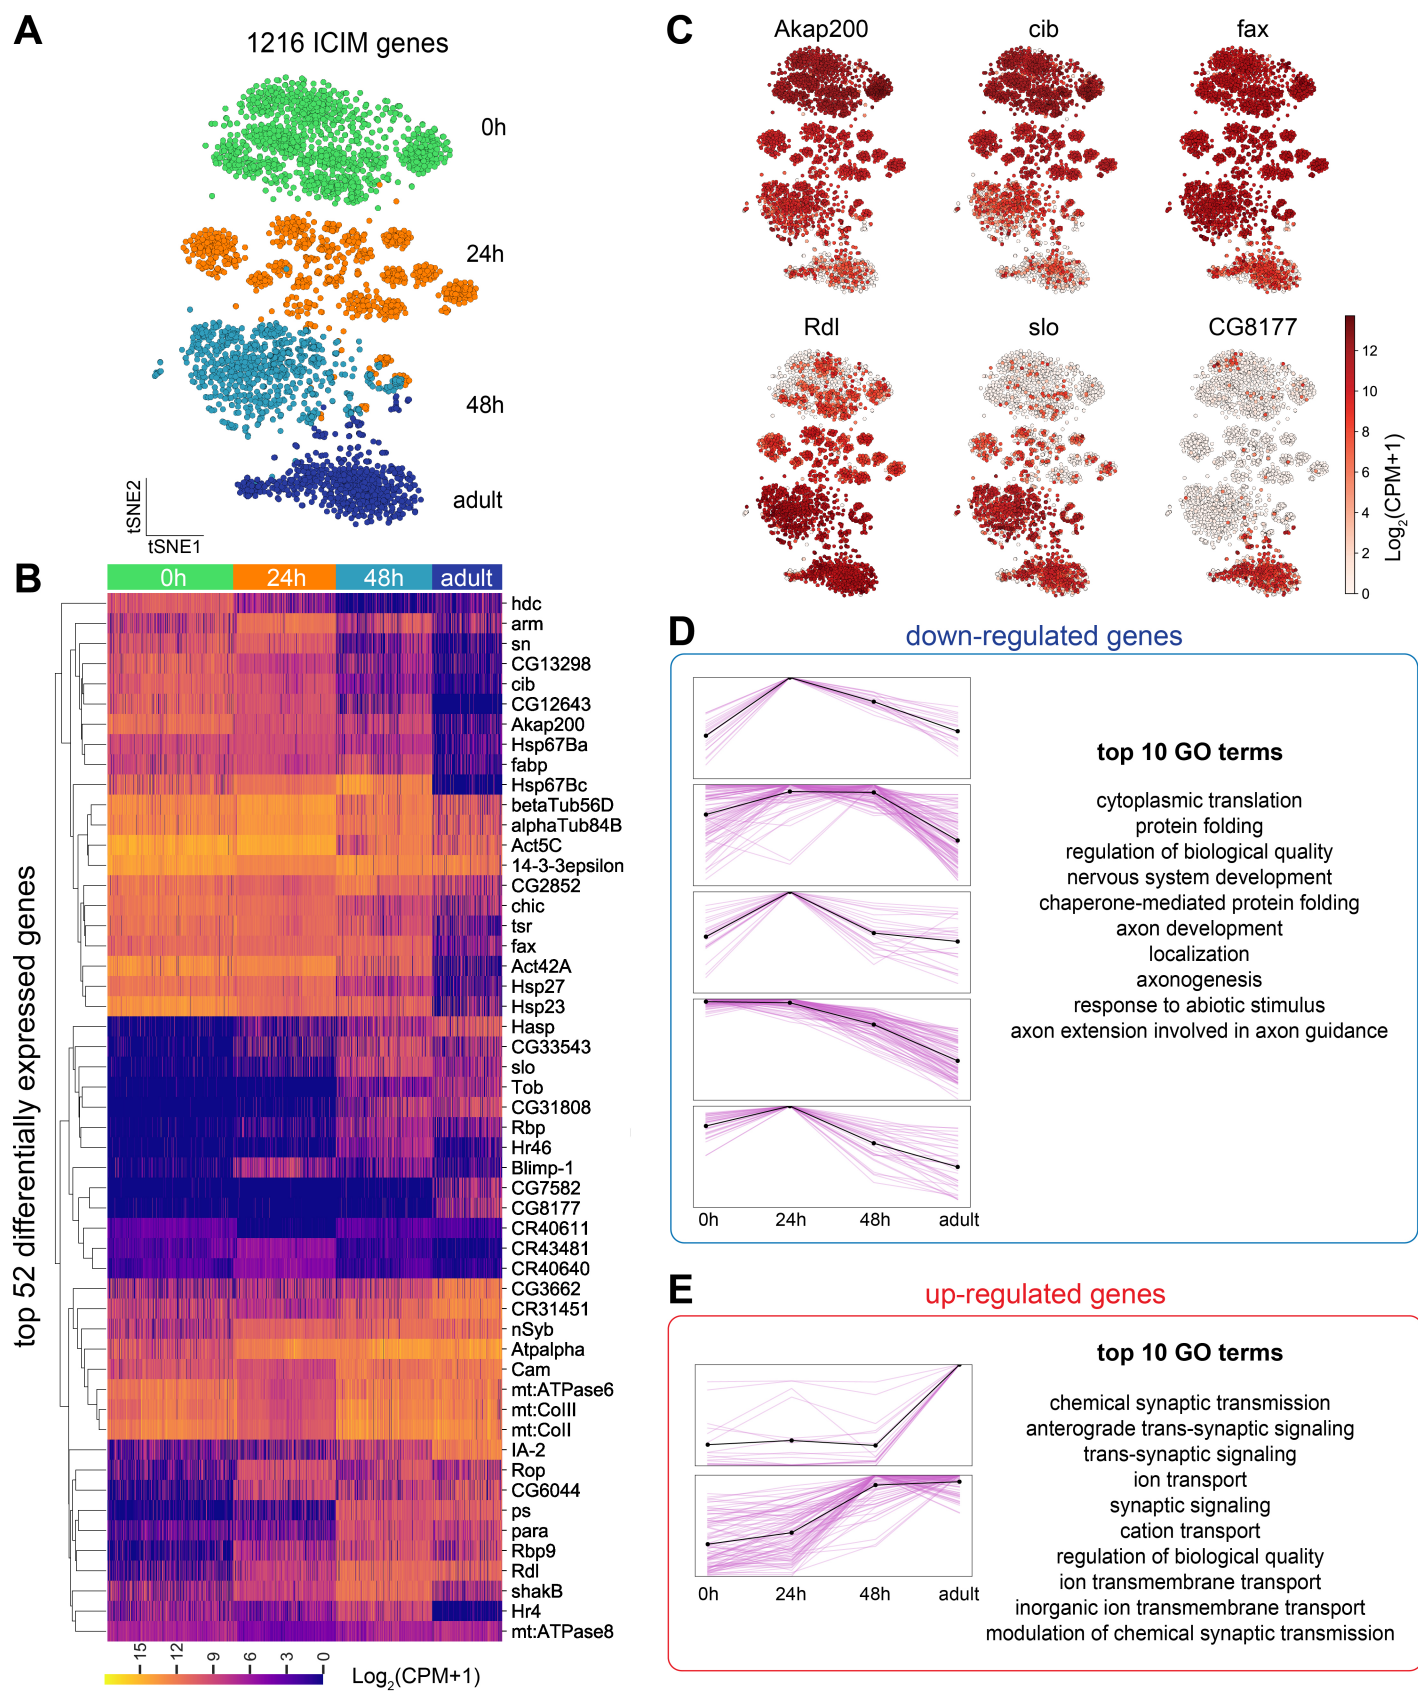 A
1216 ICIM genes
0h
24h
48h
adult
tSNE2
tSNE1
B
0h 24h 48h adult
top 52 differentially expressed genes
hdc
arm
sn
CG13298
cib
CG12643
Akap200
Hsp67Ba
fabp
Hsp67Bc
betaTub56D
alphaTub84B
Act5C
14-3-3epsilon
CG2852
chic
tsr
fax
Act42A
Hsp27
Hsp23
Hasp
CG33543
slo
Tob
CG31808
Rbp
Hr46
Blimp-1
CG7582
CG8177
CR40611
CR43481
CR40640
CG3662
CR31451
nSyb
Atpalpha
Cam
mt:ATPase6
mt:CoIII
mt:CoII
IA-2
Rop
CG6044
ps
para
Rbp9
Rdl
shakB
Hr4
mt:ATPase8
15 12 9 6 3 0
Log2(CPM+1)
C
Akap200 cib fax
Rdl slo CG8177
12
10
8
6
4
2
0
Log2(CPM+1)
D
down-regulated genes
top 10 GO terms
cytoplasmic translation
protein folding
regulation of biological quality
nervous system development
chaperone-mediated protein folding
axon development
localization
axonogenesis
response to abiotic stimulus
axon extension involved in axon guidance
0h 24h 48h adult
E
up-regulated genes
top 10 GO terms
chemical synaptic transmission
anterograde trans-synaptic signaling
trans-synaptic signaling
ion transport
synaptic signaling
cation transport
regulation of biological quality
ion transmembrane transport
inorganic ion transmembrane transport
modulation of chemical synaptic transmission
0h 24h 48h adult